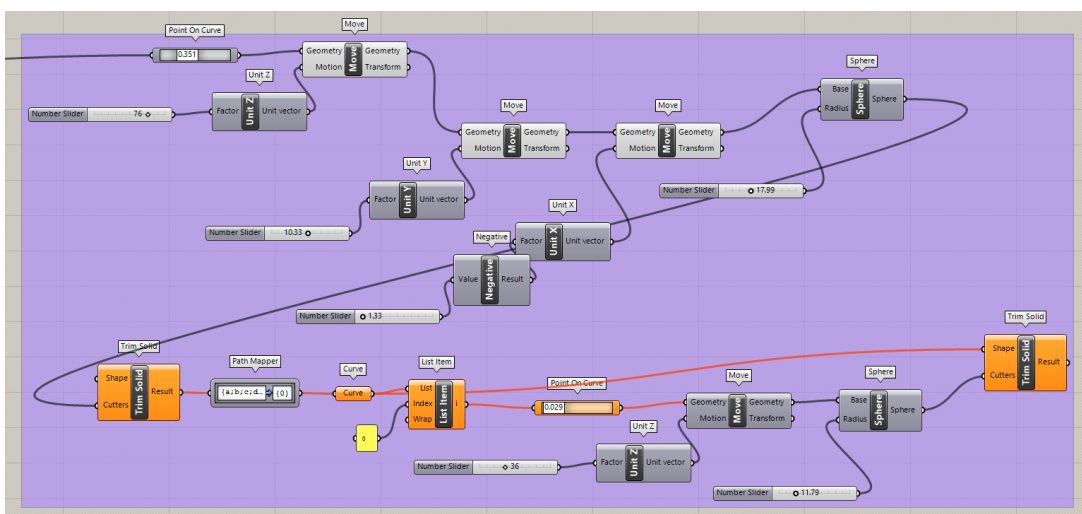 Point On Curve
0.351
Move
Geometry Geometry
Motion Transform
Move
Unit Z
Number Slider 76
Factor Unit vector
Unit Z
Sphere
Base Sphere
Radius
Sphere
Move
Geometry Geometry
Motion Transform
Move
Move
Geometry Geometry
Motion Transform
Move
Number Slider 17.99
Unit Y
Factor Unit vector
Unit Y
Number Slider 10.33
Unit X
Factor Unit vector
Unit X
Negative
Value Result
Negative
Number Slider 1.33
Trim Solid
Shape Result
Cutters
Trim Solid
Path Mapper
{a;b;c;d... {0}
Curve
Curve
List Item
List i
Index
Wrap
List Item
0
Point On Curve
0.029
Move
Geometry Geometry
Motion Transform
Move
Unit Z
Number Slider 36
Factor Unit vector
Unit Z
Sphere
Base Sphere
Radius
Sphere
Number Slider 11.79
Trim Solid
Shape Result
Cutters
Trim Solid